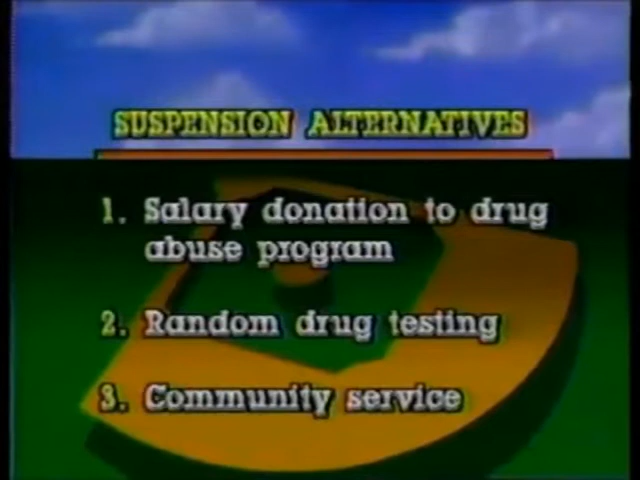 SUSPENSION ALTERNATIVES
1. Salary donation to drug
abuse program
2. Random drug testing
3. Community service